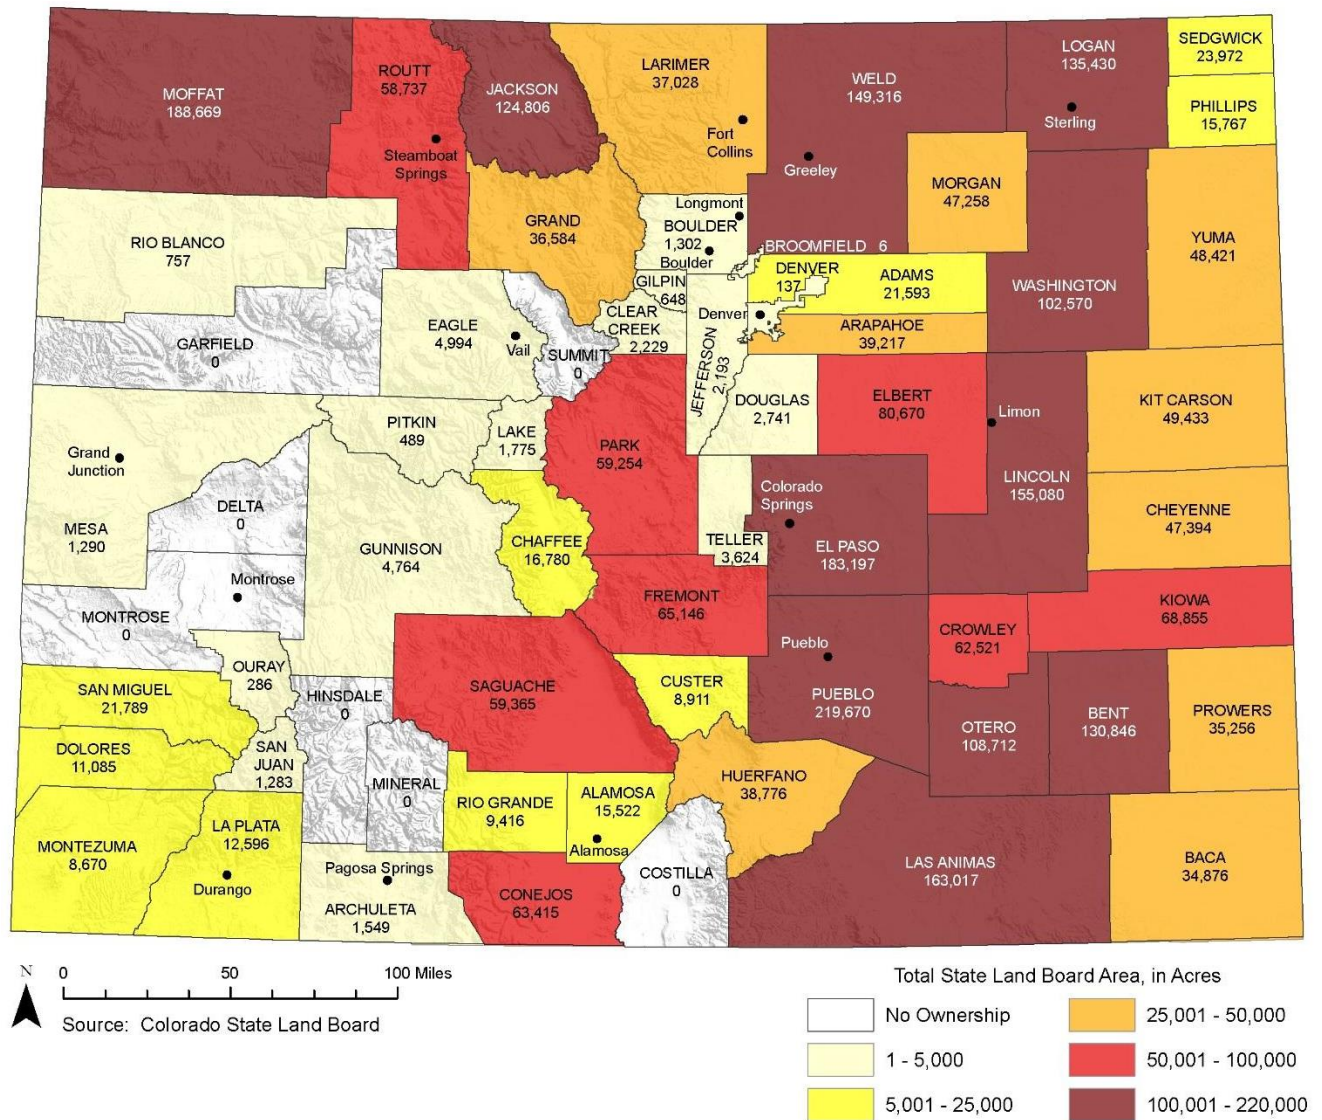 MOFFAT
188,669
ROUTT
58,737
Steamboat
Springs
JACKSON
124,806
LARIMER
37,028
Fort
Collins
WELD
149,316
Greeley
LOGAN
135,430
Sterling
SEDGWICK
23,972
PHILLIPS
15,767
RIO BLANCO
757
GRAND
36,584
Longmont
BOULDER
1,302
Boulder
BROOMFIELD 6
MORGAN
47,258
WASHINGTON
102,570
YUMA
48,421
GARFIELD
0
EAGLE
4,994
Vail
SUMMIT
0
GILPIN
648
CLEAR
CREEK
2,229
JEFFERSON
2,193
DENVER
137
Denver
ADAMS
21,593
ARAPAHOE
39,217
DOUGLAS
2,741
ELBERT
80,670
Limon
LINCOLN
155,080
KIT CARSON
49,433
Grand
Junction
MESA
1,290
DELTA
0
PITKIN
489
LAKE
1,775
PARK
59,254
TELLER
3,624
Colorado
Springs
EL PASO
183,197
CHEYENNE
47,394
GUNNISON
4,764
CHAFFEE
16,780
FREMONT
65,146
Montrose
MONTROSE
0
Pueblo
PUEBLO
219,670
CROWLEY
62,521
KIOWA
68,855
OURAY
286
SAN MIGUEL
21,789
HINSDALE
0
SAGUACHE
59,365
CUSTER
8,911
OTERO
108,712
BENT
130,846
PROWERS
35,256
DOLORES
11,085
SAN
JUAN
1,283
MINERAL
0
RIO GRANDE
9,416
ALAMOSA
15,522
Alamosa
HUERFANO
38,776
MONTEZUMA
8,670
LA PLATA
12,596
Durango
Pagosa Springs
ARCHULETA
1,549
CONEJOS
63,415
COSTILLA
0
LAS ANIMAS
163,017
BACA
34,876
N
0 50 100 Miles
Source: Colorado State Land Board
Total State Land Board Area, in Acres
No Ownership
1 - 5,000
5,001 - 25,000
25,001 - 50,000
50,001 - 100,000
100,001 - 220,000